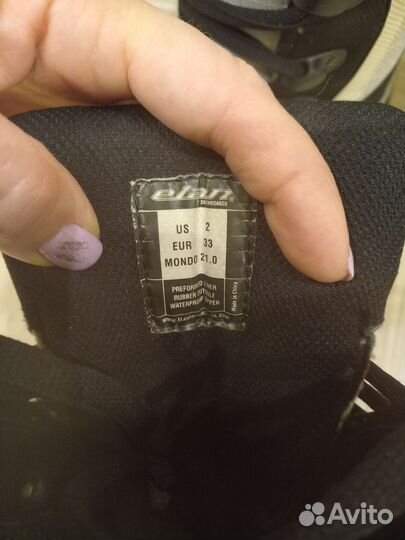 elan
SNOWBOARDS
US 2
EUR 33
MONDO 21.0
PREFORMED
RUBBER
WATERPROOF
Made in China
Avito